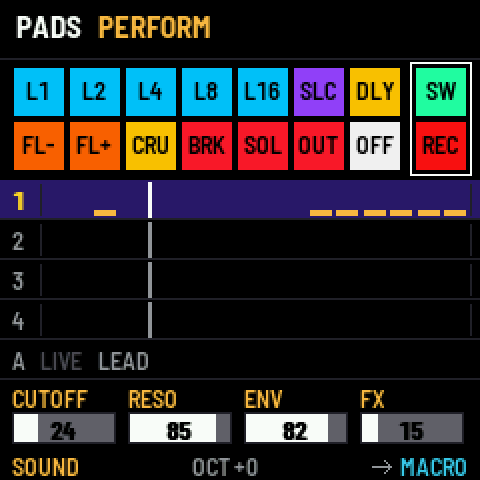 PADS PERFORM
L1 L2 L4 L8 L16 SLC DLY SW
FL- FL+ CRU BRK SOL OUT OFF REC
1
2
3
4
A LIVE LEAD
CUTOFF RESO ENV FX
24 85 82 15
SOUND OCT+0 → MACRO